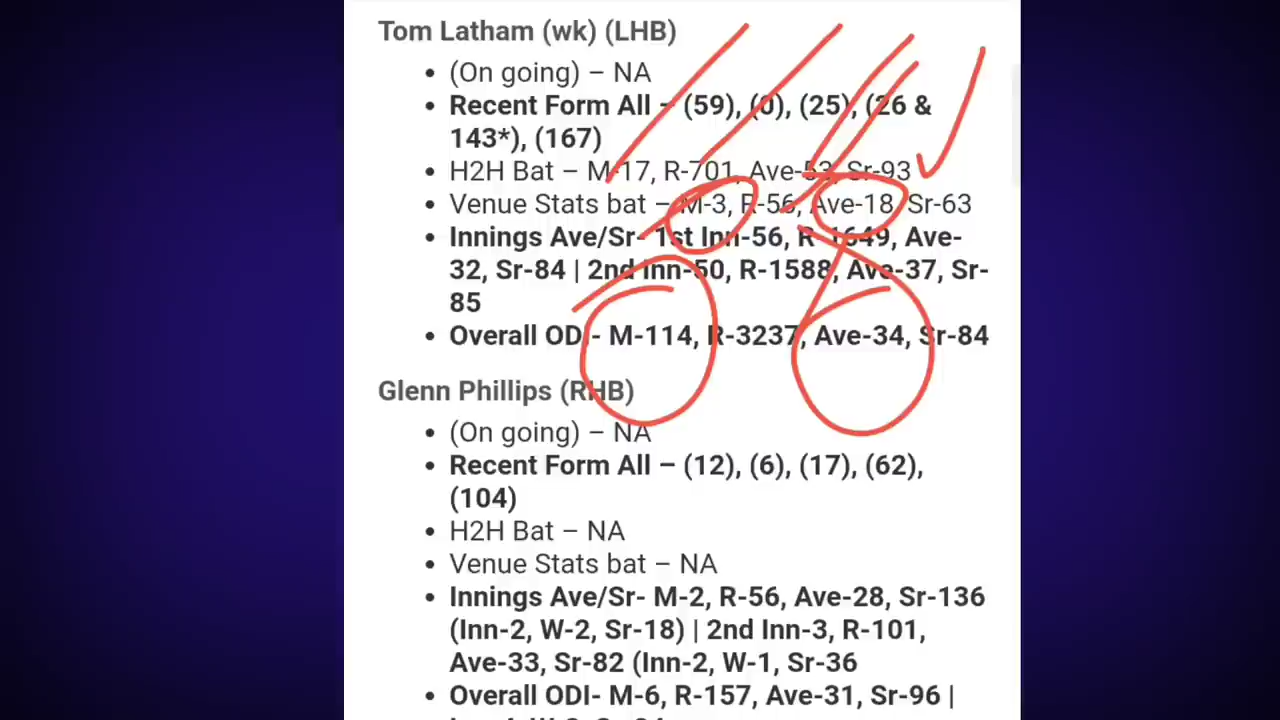 Tom Latham (wk) (LHB)
• (On going) – NA
• Recent Form All – (59), (0), (25), (26 &
143*), (167)
• H2H Bat – M-17, R-701, Ave-53, Sr-93
• Venue Stats bat – M-3, R-56, Ave-18, Sr-63
• Innings Ave/Sr- 1st Inn-56, R-1649, Ave-
32, Sr-84 | 2nd Inn-50, R-1588, Ave-37, Sr-
85
• Overall ODI- M-114, R-3237, Ave-34, Sr-84
Glenn Phillips (RHB)
• (On going) – NA
• Recent Form All – (12), (6), (17), (62),
(104)
• H2H Bat – NA
• Venue Stats bat – NA
• Innings Ave/Sr- M-2, R-56, Ave-28, Sr-136
(Inn-2, W-2, Sr-18) | 2nd Inn-3, R-101,
Ave-33, Sr-82 (Inn-2, W-1, Sr-36
• Overall ODI- M-6, R-157, Ave-31, Sr-96 |